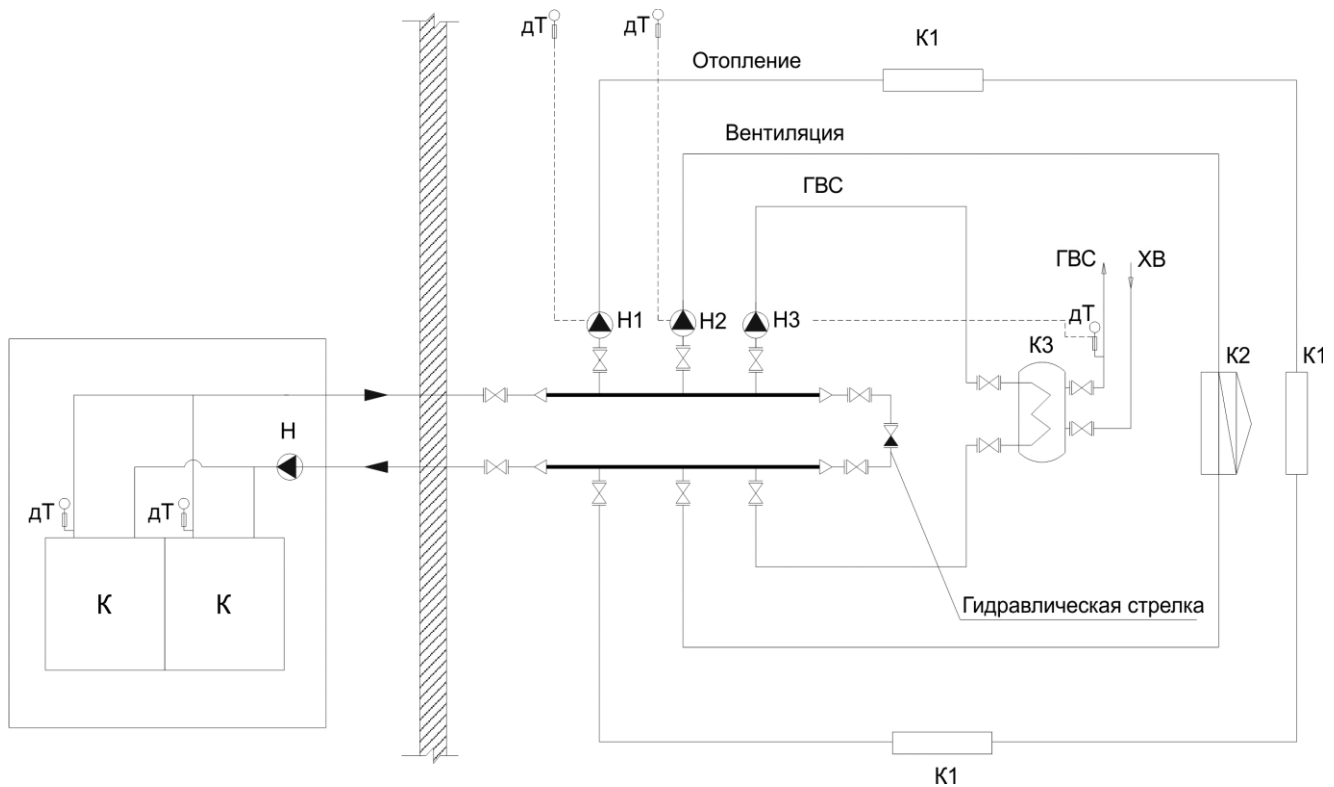 дТ
дТ
К1
Отопление
Вентиляция
ГВС
ГВС
ХВ
Н1
Н2
Н3
дТ
К3
К2
К1
Н
дТ
дТ
К
К
Гидравлическая стрелка
К1